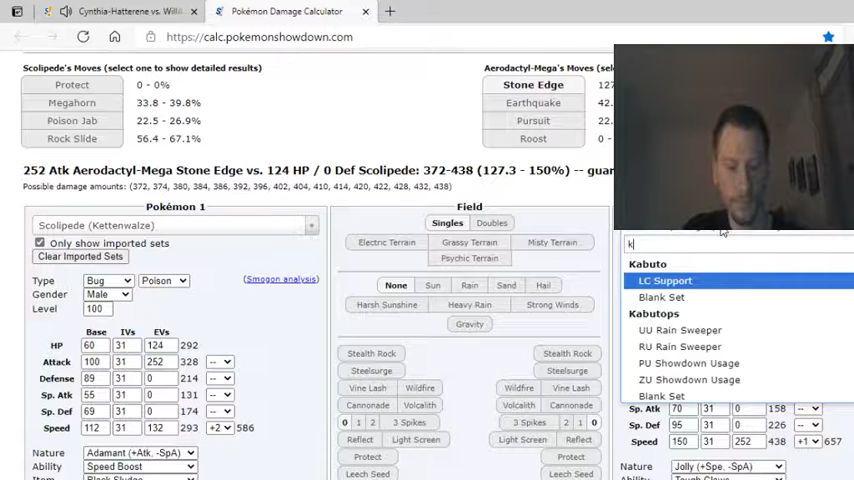 Cynthia-Hatterene vs. Will
Pokémon Damage Calculator
https://calc.pokemonshowdown.com
Scolipede's Moves (select one to show detailed results)
Protect 0 - 0%
Megahorn 33.8 - 39.8%
Poison Jab 22.5 - 26.9%
Rock Slide 56.4 - 67.1%
Aerodactyl-Mega's Moves (select one to show detailed results)
Stone Edge 127
Earthquake 42.
Pursuit 22.
Roost 0 -
252 Atk Aerodactyl-Mega Stone Edge vs. 124 HP / 0 Def Scolipede: 372-438 (127.3 - 150%) -- guar
Possible damage amounts: (372, 374, 380, 384, 386, 392, 396, 402, 404, 410, 414, 420, 422, 428, 432, 438)
Pokémon 1
Scolipede (Kettenwalze)
Only show imported sets
Clear Imported Sets
Type Bug Poison (Smogon analysis)
Gender Male
Level 100
Base IVs EVs
HP 60 31 124 292
Attack 100 31 252 328 --
Defense 89 31 0 214 --
Sp. Atk 55 31 0 131 --
Sp. Def 69 31 0 174 --
Speed 112 31 132 293 +2 586
Nature Adamant (+Atk, -SpA)
Ability Speed Boost
Field
Singles Doubles
Electric Terrain Grassy Terrain Misty Terrain
Psychic Terrain
None Sun Rain Sand Hail
Harsh Sunshine Heavy Rain Strong Winds
Gravity
Stealth Rock Stealth Rock
Steelsurge Steelsurge
Vine Lash Wildfire Wildfire Vine Lash
Cannonade Volcalith Volcalith Cannonade
0 1 2 3 Spikes 0 1 2 3 Spikes
Reflect Light Screen Light Screen Reflect
Protect Protect
Leech Seed Leech Seed
k
Kabuto
LC Support
Blank Set
Kabutops
UU Rain Sweeper
RU Rain Sweeper
PU Showdown Usage
ZU Showdown Usage
Blank Set
Sp. Atk 70 31 0 158 --
Sp. Def 95 31 0 226 --
Speed 150 31 252 438 +1 657
Nature Jolly (+Spe, -SpA)